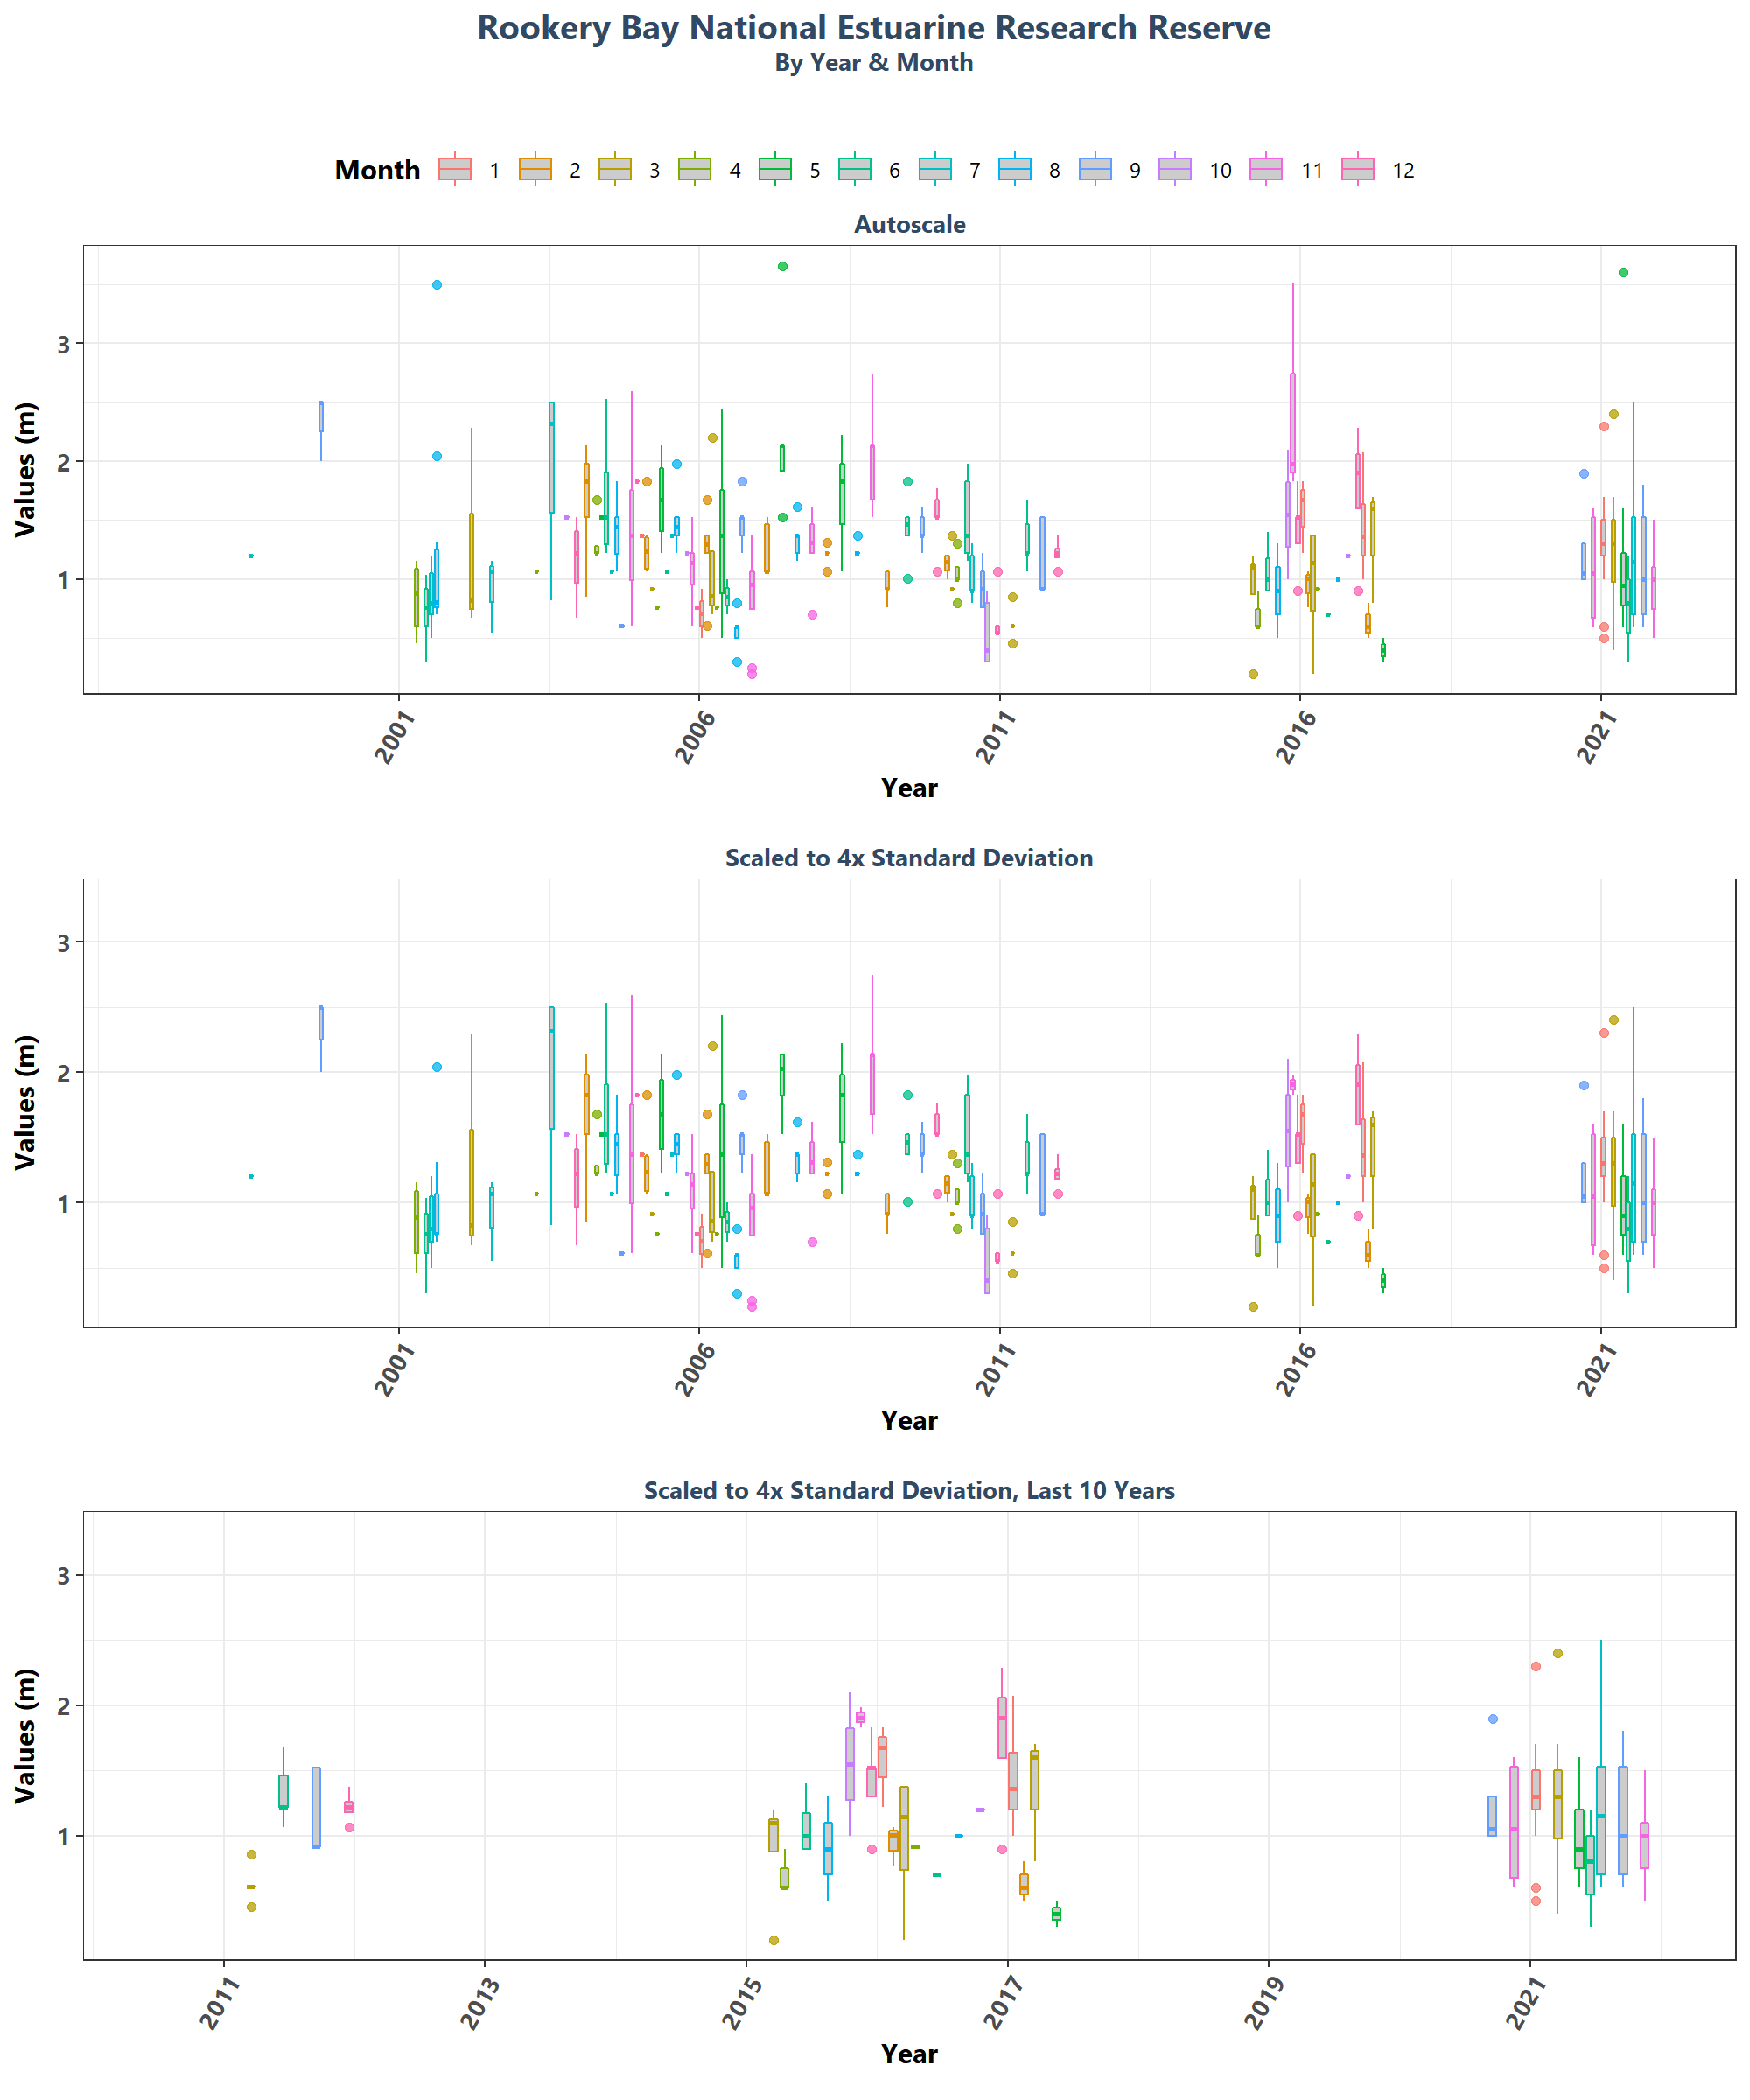 Rookery Bay National Estuarine Research Reserve
By Year & Month
Month 1 2 3 4 5 6 7 8 9 10 11 12
Autoscale
Values (m)
3
2
1
2001 2006 2011 2016 2021
Year
Scaled to 4x Standard Deviation
Values (m)
3
2
1
2001 2006 2011 2016 2021
Year
Scaled to 4x Standard Deviation, Last 10 Years
Values (m)
3
2
1
2011 2013 2015 2017 2019 2021
Year